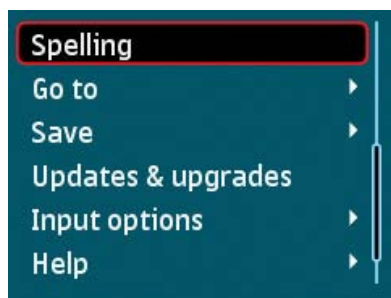 Spelling
Go to
Save
Updates & upgrades
Input options
Help